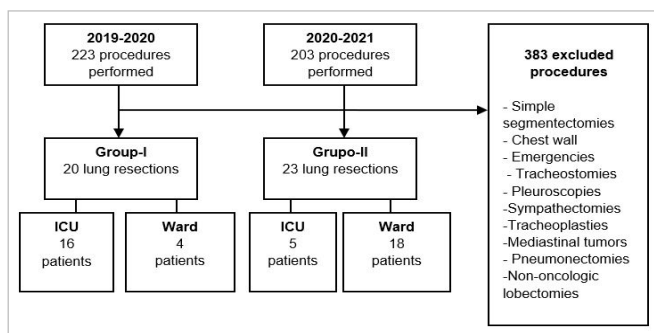 2019-2020
223 procedures
performed
2020-2021
203 procedures
performed
383 excluded
procedures
- Simple
segmentectomies
- Chest wall
- Emergencies
- Tracheostomies
- Pleuroscopies
-Sympathectomies
-Tracheoplasties
-Mediastinal tumors
- Pneumonectomies
-Non-oncologic
lobectomies
Group-I
20 lung resections
Grupo-II
23 lung resections
ICU
16
patients
Ward
4
patients
ICU
5
patients
Ward
18
patients